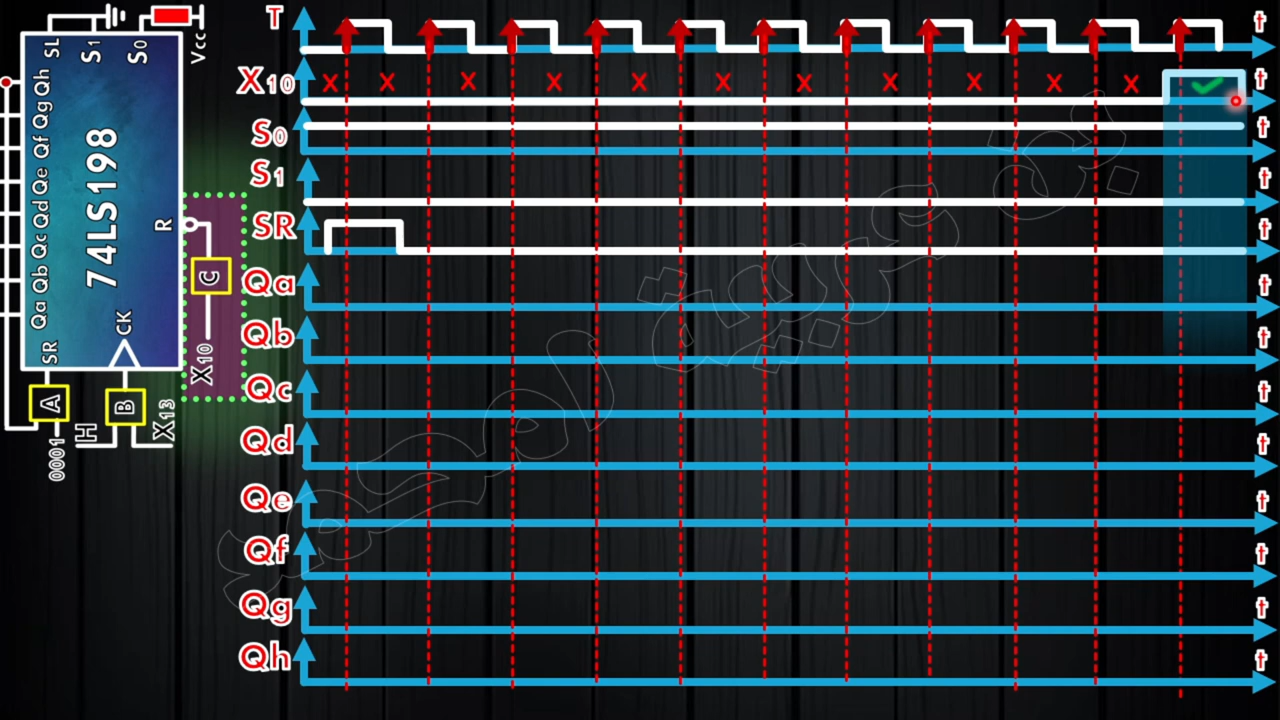 SL S1 S0 Vcc
Qa Qb Qc Qd Qe Qf Qg Qh
74LS198
R
SR CK
A B C
0001 H X13 X10
T t
X10 t
S0 t
S1 t
SR t
Qa t
Qb t
Qc t
Qd t
Qe t
Qf t
Qg t
Qh t